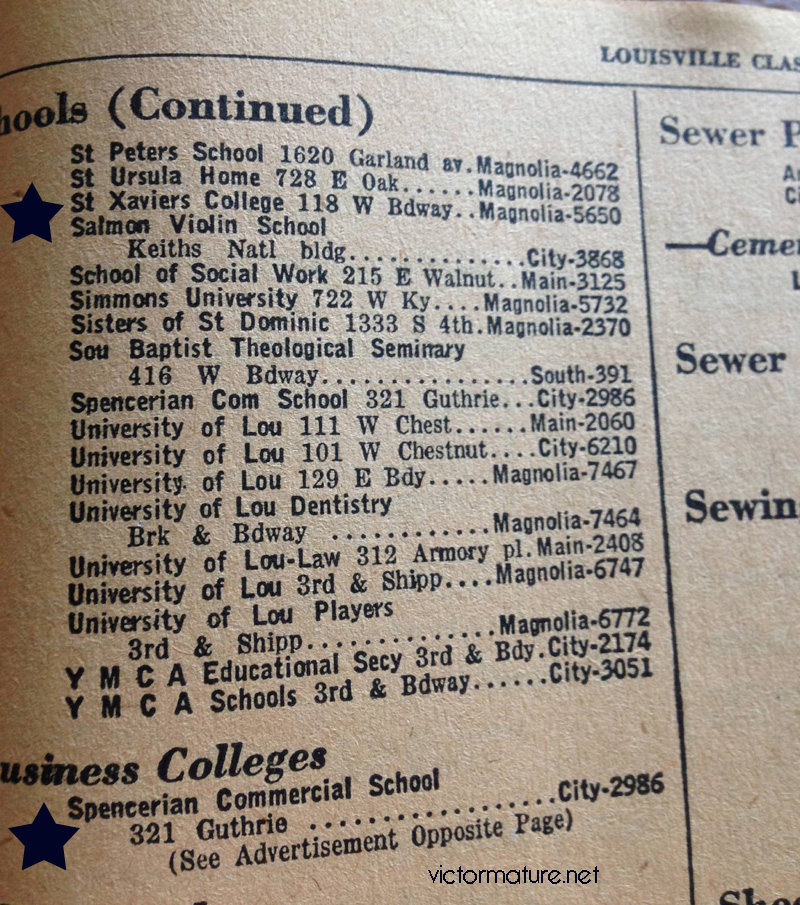 LOUISVILLE CLAS
hools (Continued)
St Peters School 1620 Garland av.Magnolia-4662
St Ursula Home 728 E Oak......Magnolia-2078
St Xaviers College 118 W Bdway..Magnolia-5650
Salmon Violin School
Keiths Natl bldg..............City-3868
School of Social Work 215 E Walnut..Main-3125
Simmons University 722 W Ky....Magnolia-5732
Sisters of St Dominic 1333 S 4th.Magnolia-2370
Sou Baptist Theological Seminary
416 W Bdway................South-391
Spencerian Com School 321 Guthrie...City-2986
University of Lou 111 W Chest......Main-2060
University of Lou 101 W Chestnut....City-6210
University of Lou 129 E Bdy.....Magnolia-7467
University of Lou Dentistry
Brk & Bdway ............Magnolia-7464
University of Lou-Law 312 Armory pl.Main-2408
University of Lou 3rd & Shipp....Magnolia-6747
University of Lou Players
3rd & Shipp..............Magnolia-6772
Y M C A Educational Secy 3rd & Bdy.City-2174
Y M C A Schools 3rd & Bdway......City-3051
usiness Colleges
Spencerian Commercial School
321 Guthrie ..................City-2986
(See Advertisement Opposite Page)
Sewer P
Ceme
Sewer
Sewin
victormature.net